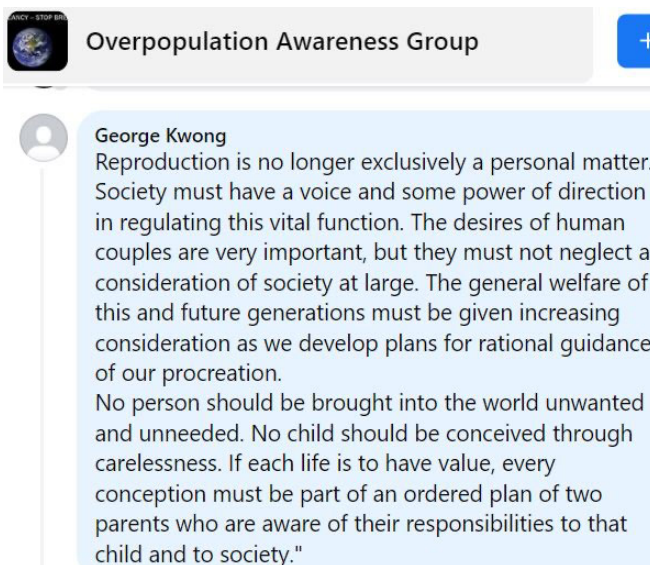 ANCY – STOP BRE
Overpopulation Awareness Group
+
George Kwong
Reproduction is no longer exclusively a personal matter.
Society must have a voice and some power of direction
in regulating this vital function. The desires of human
couples are very important, but they must not neglect a
consideration of society at large. The general welfare of
this and future generations must be given increasing
consideration as we develop plans for rational guidance
of our procreation.
No person should be brought into the world unwanted
and unneeded. No child should be conceived through
carelessness. If each life is to have value, every
conception must be part of an ordered plan of two
parents who are aware of their responsibilities to that
child and to society."